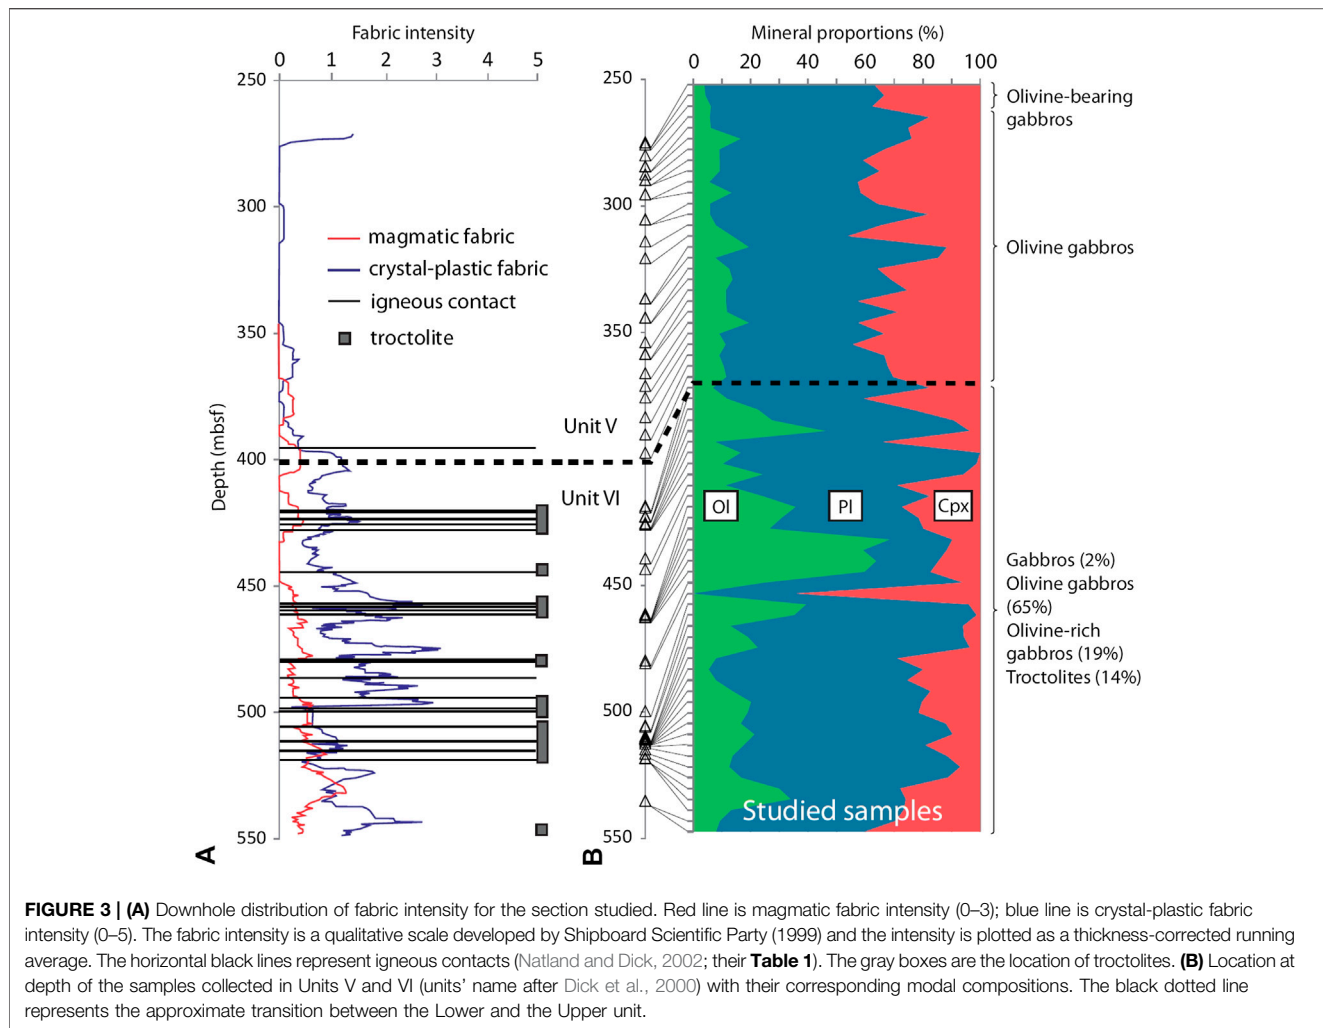 Fabric intensity
0 1 2 3 4 5
250
300
350
400
450
500
550
Depth (mbsf)
magmatic fabric
crystal-plastic fabric
igneous contact
troctolite
Unit V
Unit VI
A
Mineral proportions (%)
0 20 40 60 80 100
250
300
350
400
450
500
550
Ol
Pl
Cpx
Studied samples
B
Olivine-bearing
gabbros
Olivine gabbros
Gabbros (2%)
Olivine gabbros
(65%)
Olivine-rich
gabbros (19%)
Troctolites (14%)
FIGURE 3 | (A) Downhole distribution of fabric intensity for the section studied. Red line is magmatic fabric intensity (0–3); blue line is crystal-plastic fabric
intensity (0–5). The fabric intensity is a qualitative scale developed by Shipboard Scientific Party (1999) and the intensity is plotted as a thickness-corrected running
average. The horizontal black lines represent igneous contacts (Natland and Dick, 2002; their Table 1). The gray boxes are the location of troctolites. (B) Location at
depth of the samples collected in Units V and VI (units' name after Dick et al., 2000) with their corresponding modal compositions. The black dotted line
represents the approximate transition between the Lower and the Upper unit.